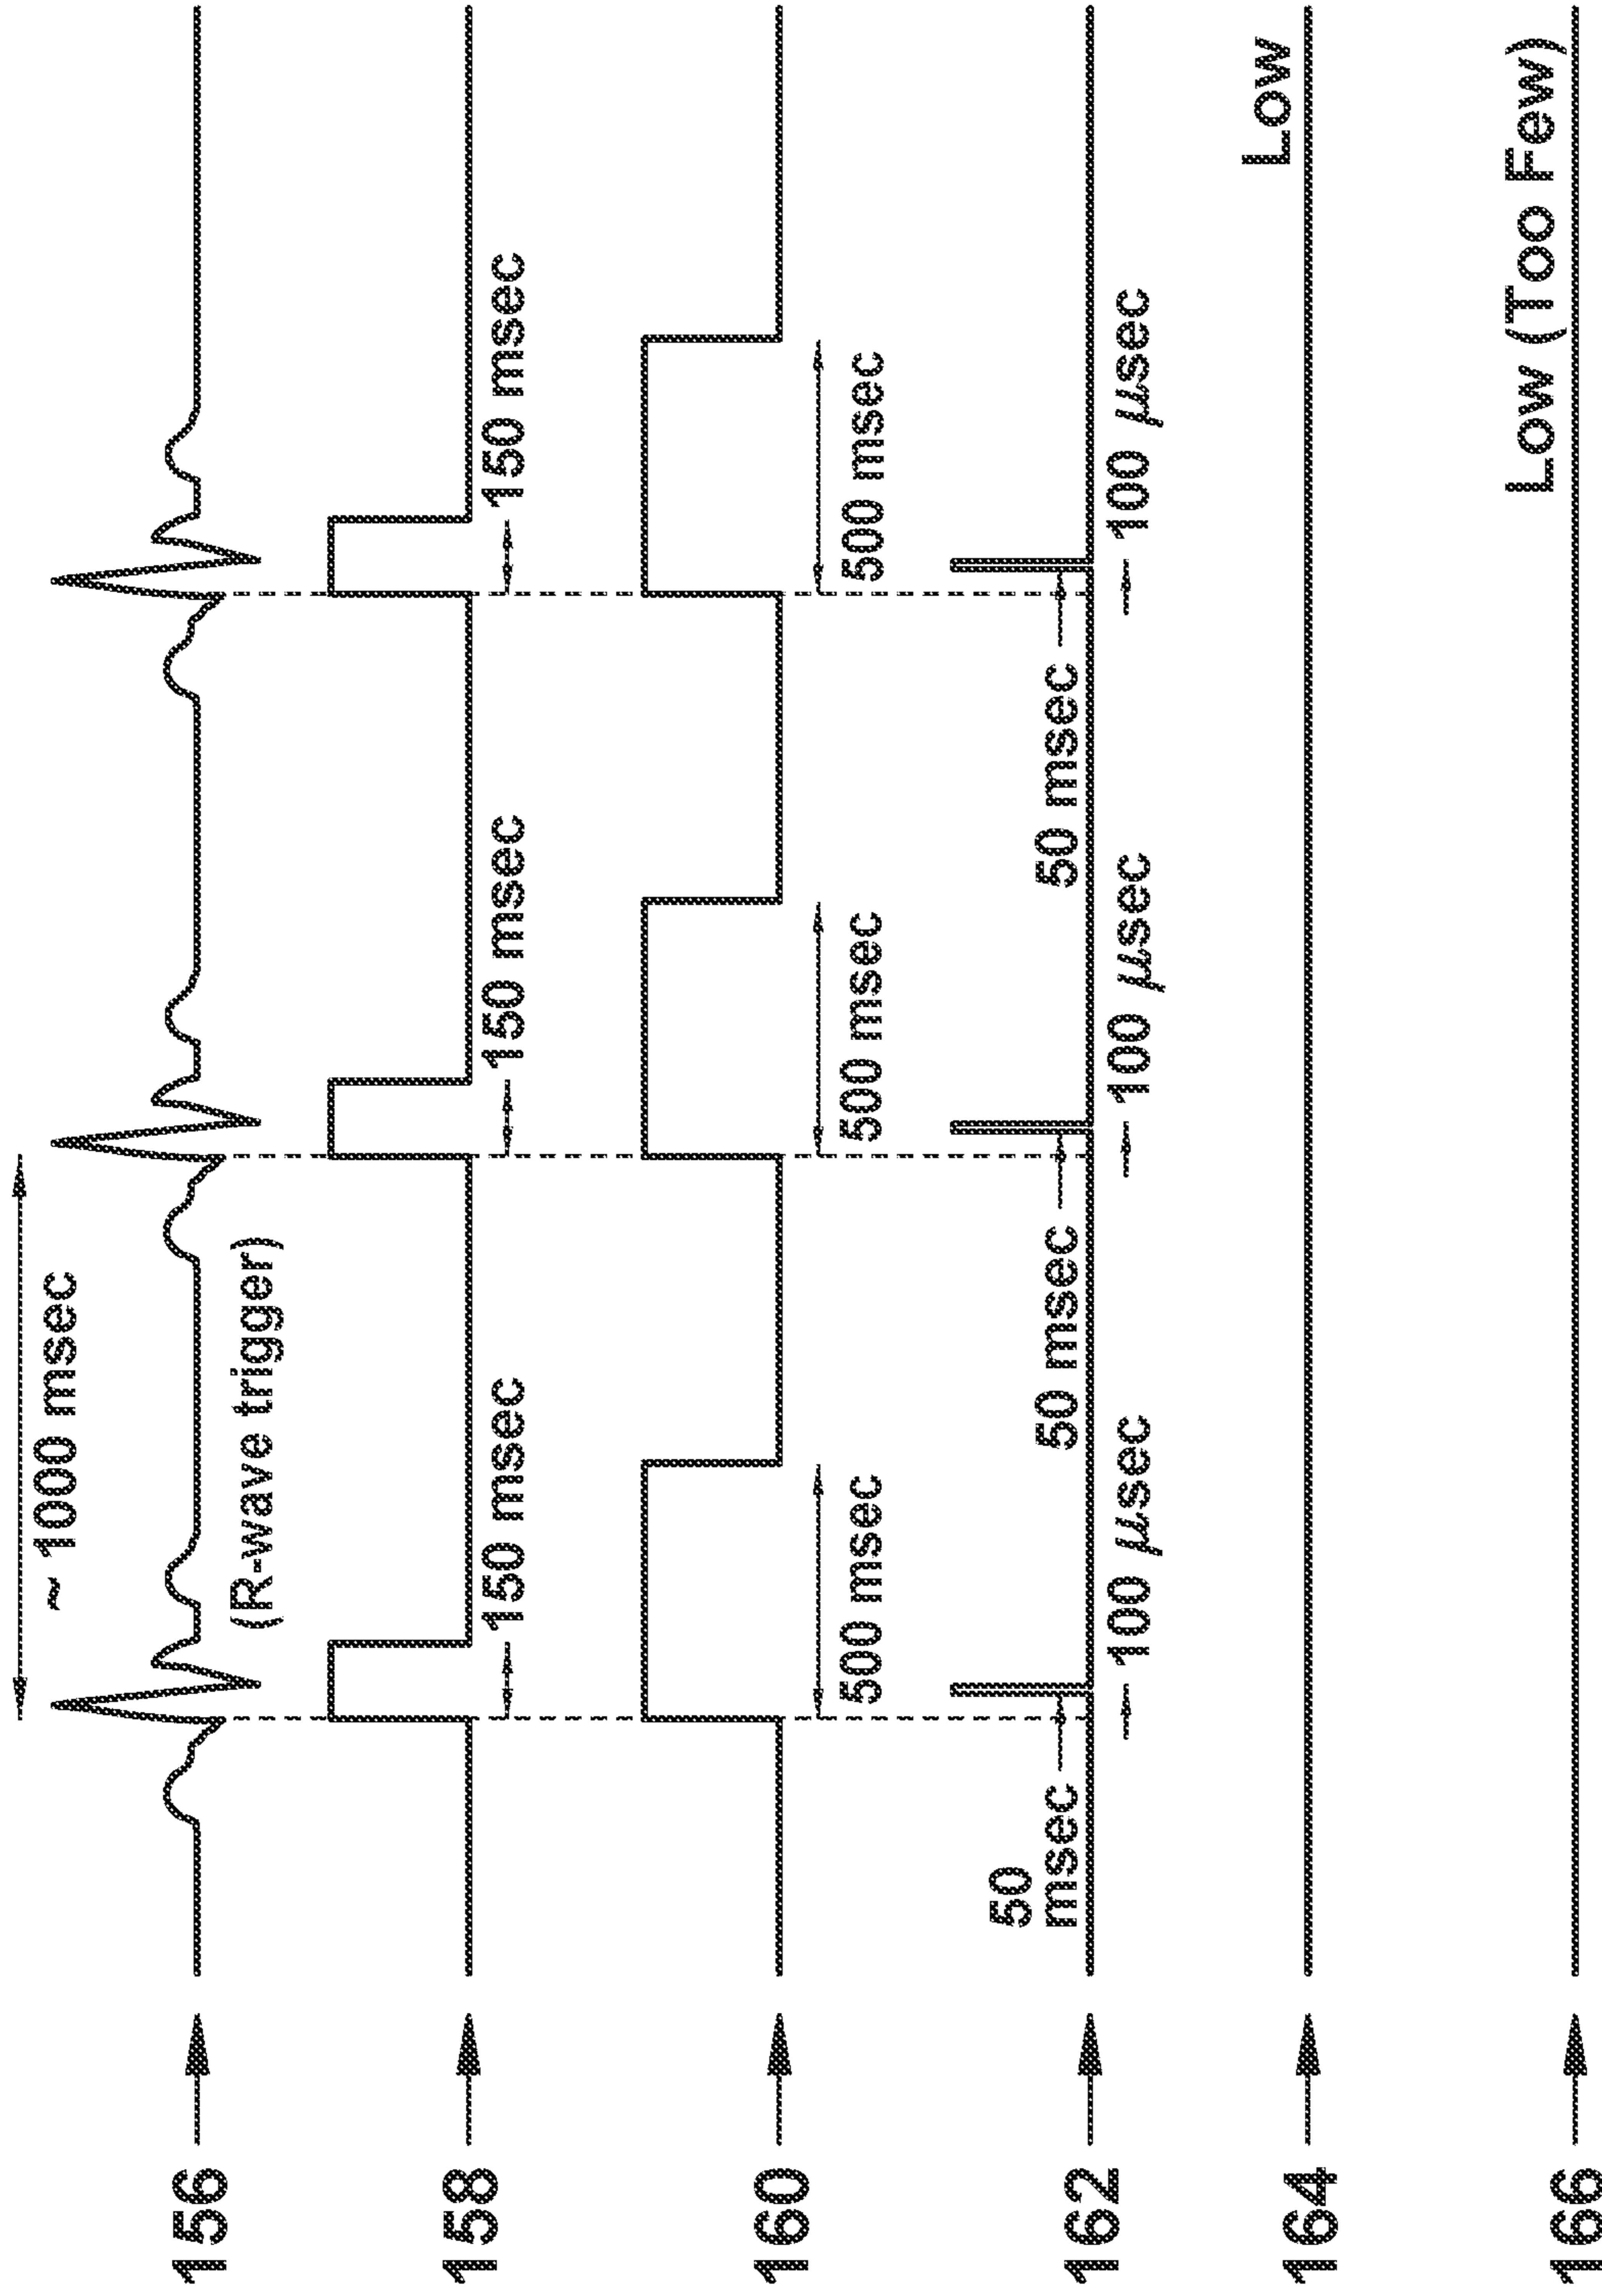 ~ 1000 msec
156
(R-wave trigger)
158
150 msec
150 msec
150 msec
160
500 msec
500 msec
500 msec
50
msec
50 msec
50 msec
162
100 μsec
100 μsec
100 μsec
Low
164
Low (Too Few)
166